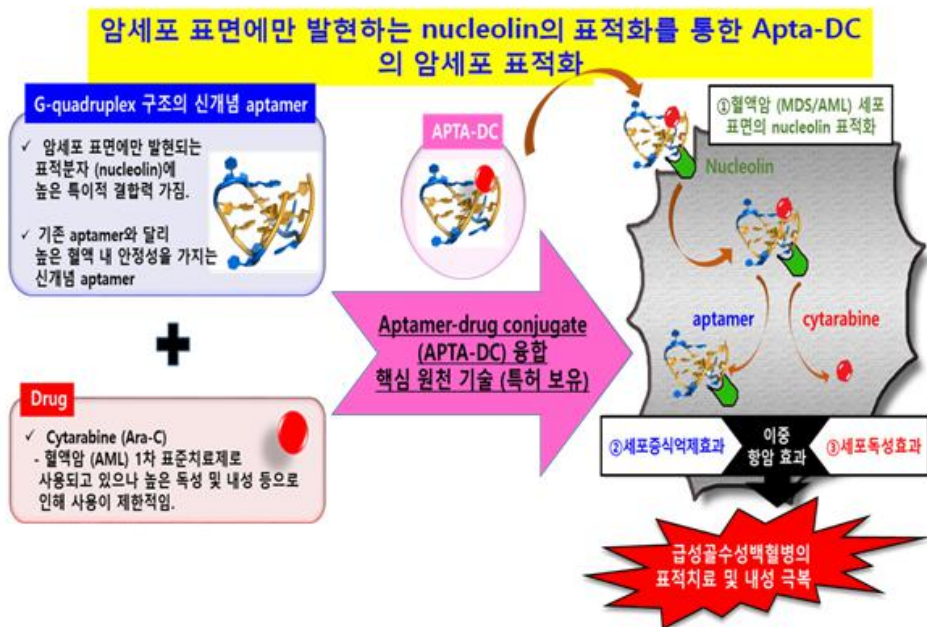 암세포 표면에만 발현하는 nucleolin의 표적화를 통한 Apta-DC
의 암세포 표적화
G-quadruplex 구조의 신개념 aptamer
✓ 암세포 표면에만 발현되는
표적분자 (nucleolin)에
높은 특이적 결합력 가짐.
✓ 기존 aptamer와 달리
높은 혈액 내 안정성을 가지는
신개념 aptamer
Drug
✓ Cytarabine (Ara-C)
- 혈액암 (AML) 1차 표준치료제로
사용되고 있으나 높은 독성 및 내성 등으로
인해 사용이 제한적임.
APTA-DC
Aptamer-drug conjugate
(APTA-DC) 융합
핵심 원천 기술 (특허 보유)
①혈액암 (MDS/AML) 세포
표면의 nucleolin 표적화
Nucleolin
aptamer
cytarabine
②세포증식억제효과
이중
항암 효과
③세포독성효과
급성골수성백혈병의
표적치료 및 내성 극복